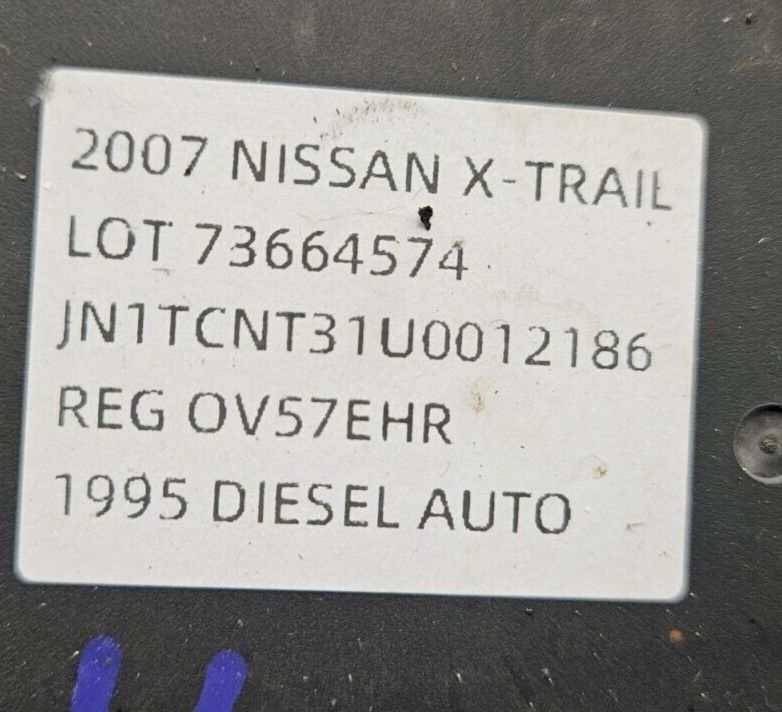 2007 NISSAN X-TRAIL
LOT 73664574
JN1TCNT31U0012186
REG OV57EHR
1995 DIESEL AUTO